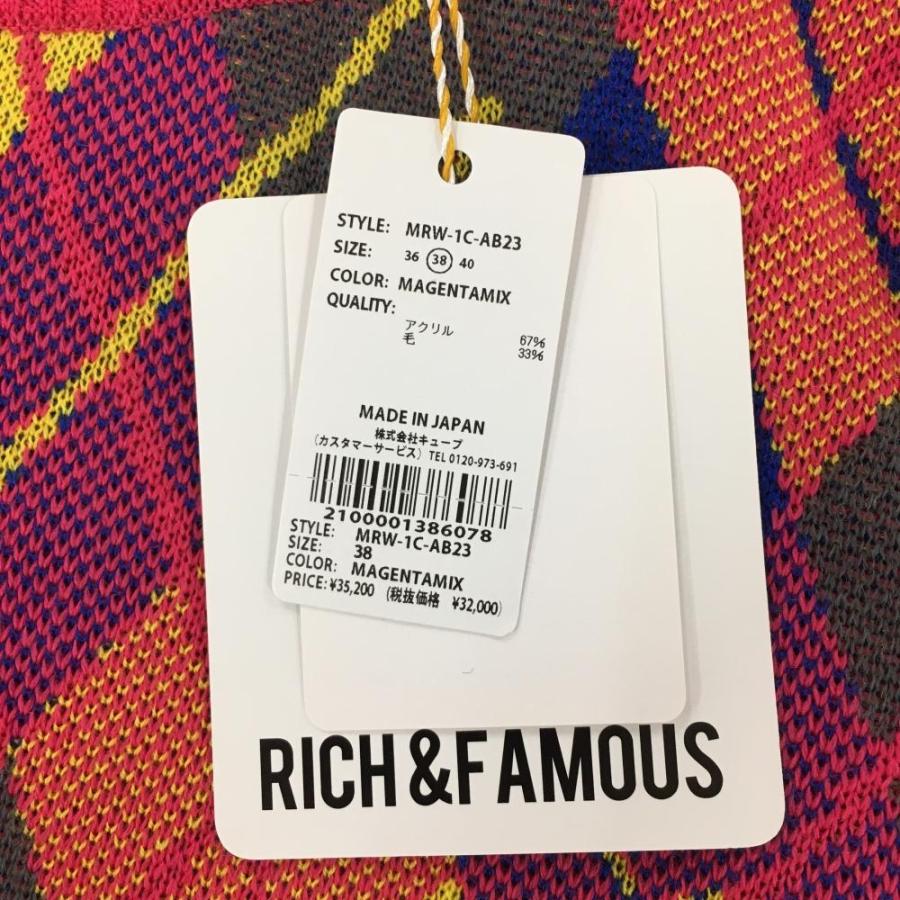 STYLE: MRW-1C-AB23
SIZE: 36 38 40
COLOR: MAGENTAMIX
QUALITY:
アクリル 67%
毛 33%
MADE IN JAPAN
株式会社キューブ
(カスタマーサービス) TEL 0120-973-691
2100001386078
STYLE: MRW-1C-AB23
SIZE: 38
COLOR: MAGENTAMIX
PRICE: ¥35,200 (税抜価格 ¥32,000)
RICH &FAMOUS